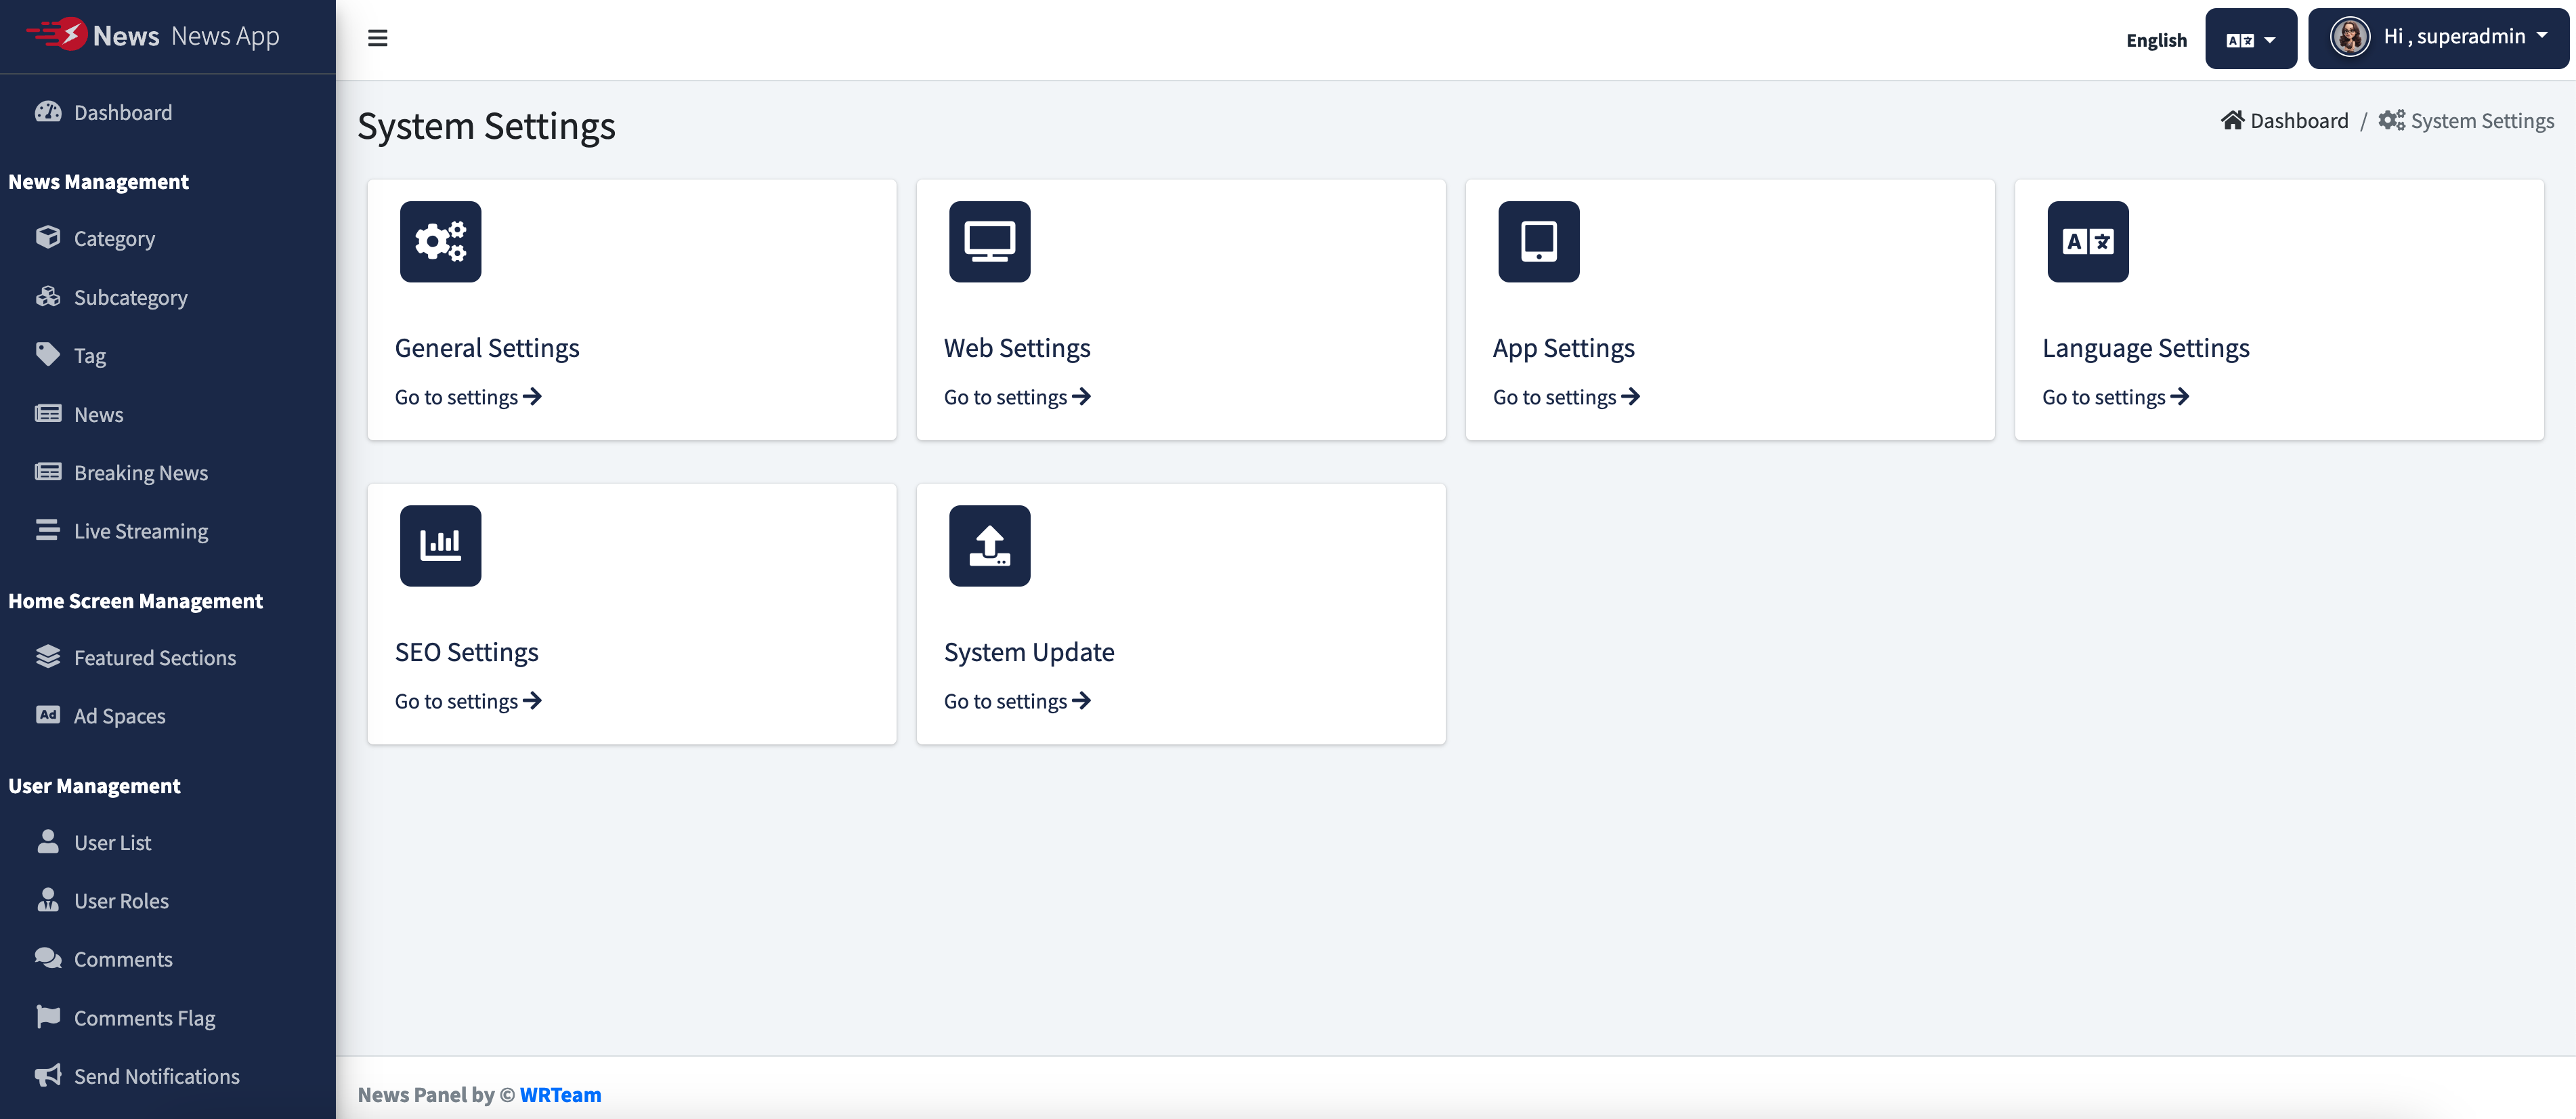 News News App
English
Hi , superadmin
Dashboard
News Management
Category
Subcategory
Tag
News
Breaking News
Live Streaming
Home Screen Management
Featured Sections
Ad Ad Spaces
User Management
User List
User Roles
Comments
Comments Flag
Send Notifications
System Settings
Dashboard / System Settings
General Settings
Go to settings
Web Settings
Go to settings
App Settings
Go to settings
A 文
Language Settings
Go to settings
SEO Settings
Go to settings
System Update
Go to settings
News Panel by © WRTeam